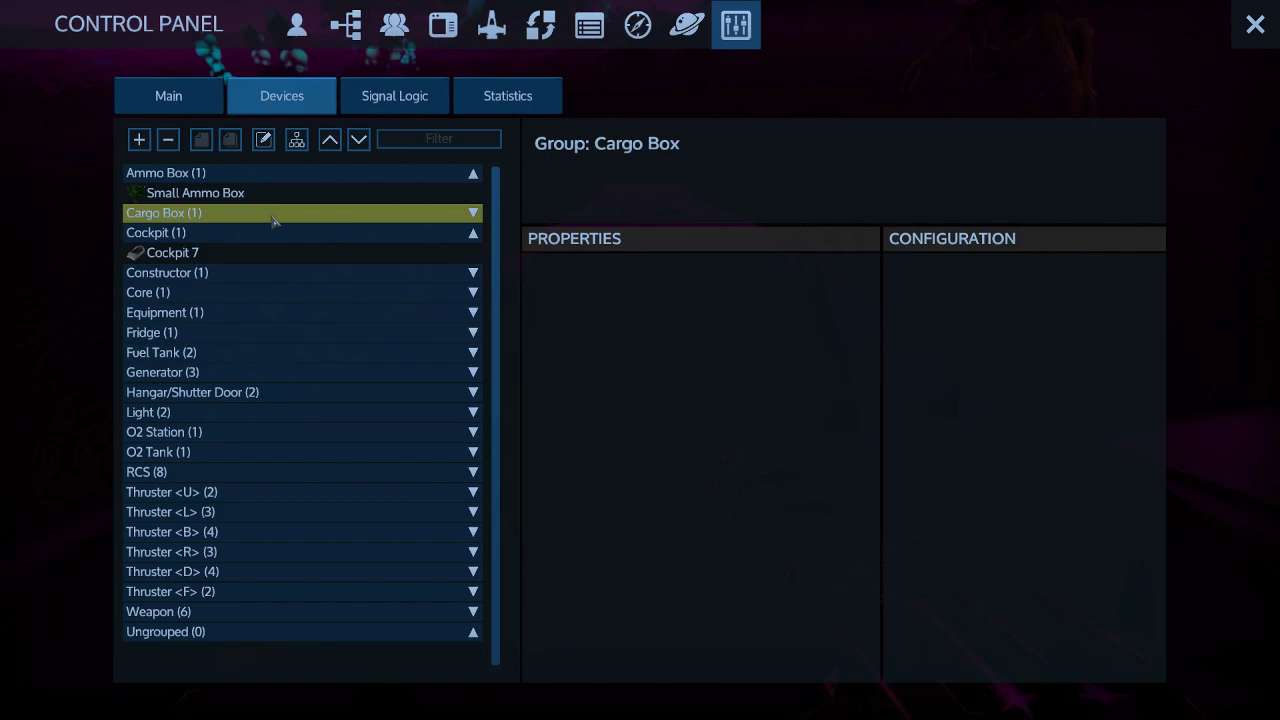 CONTROL PANEL
Main
Devices
Signal Logic
Statistics
Filter
Ammo Box (1)
Small Ammo Box
Cargo Box (1)
Cockpit (1)
Cockpit 7
Constructor (1)
Core (1)
Equipment (1)
Fridge (1)
Fuel Tank (2)
Generator (3)
Hangar/Shutter Door (2)
Light (2)
O2 Station (1)
O2 Tank (1)
RCS (8)
Thruster <U> (2)
Thruster <L> (3)
Thruster <B> (4)
Thruster <R> (3)
Thruster <D> (4)
Thruster <F> (2)
Weapon (6)
Ungrouped (0)
Group: Cargo Box
PROPERTIES
CONFIGURATION